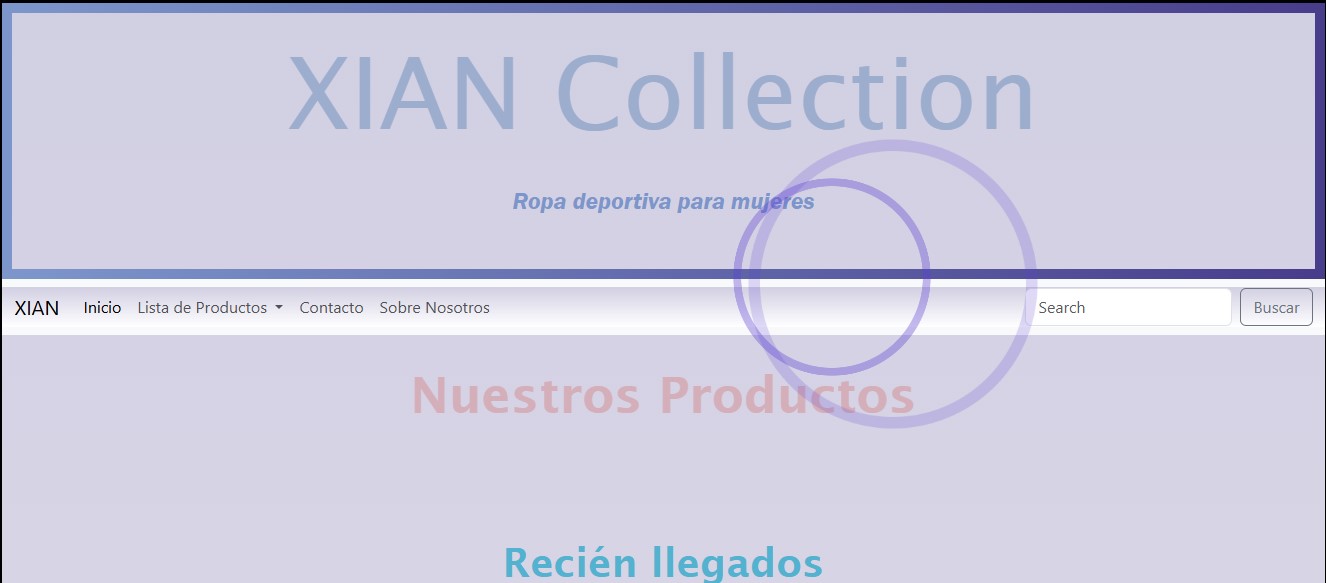 XIAN Collection
Ropa deportiva para mujeres
XIAN Inicio Lista de Productos Contacto Sobre Nosotros Search Buscar
Nuestros Productos
Recién llegados